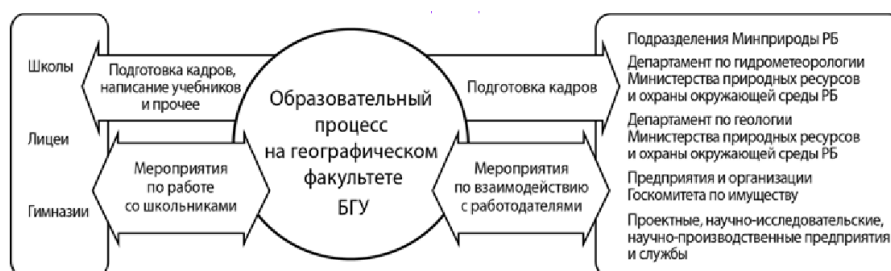 Школы
Лицеи
Гимназии
Подготовка кадров,
написание учебников
и прочее
Мероприятия
по работе
со школьниками
Образовательный
процесс
на географическом
факультете
БГУ
Подготовка кадров
Мероприятия
по взаимодействию
с работодателями
Подразделения Минприроды РБ
Департамент по гидрометеорологии
Министерства природных ресурсов
и охраны окружающей среды РБ
Департамент по геологии
Министерства природных ресурсов
и охраны окружающей среды РБ
Предприятия и организации
Госкомитета по имуществу
Проектные, научно-исследовательские,
научно-производственные предприятия
и службы